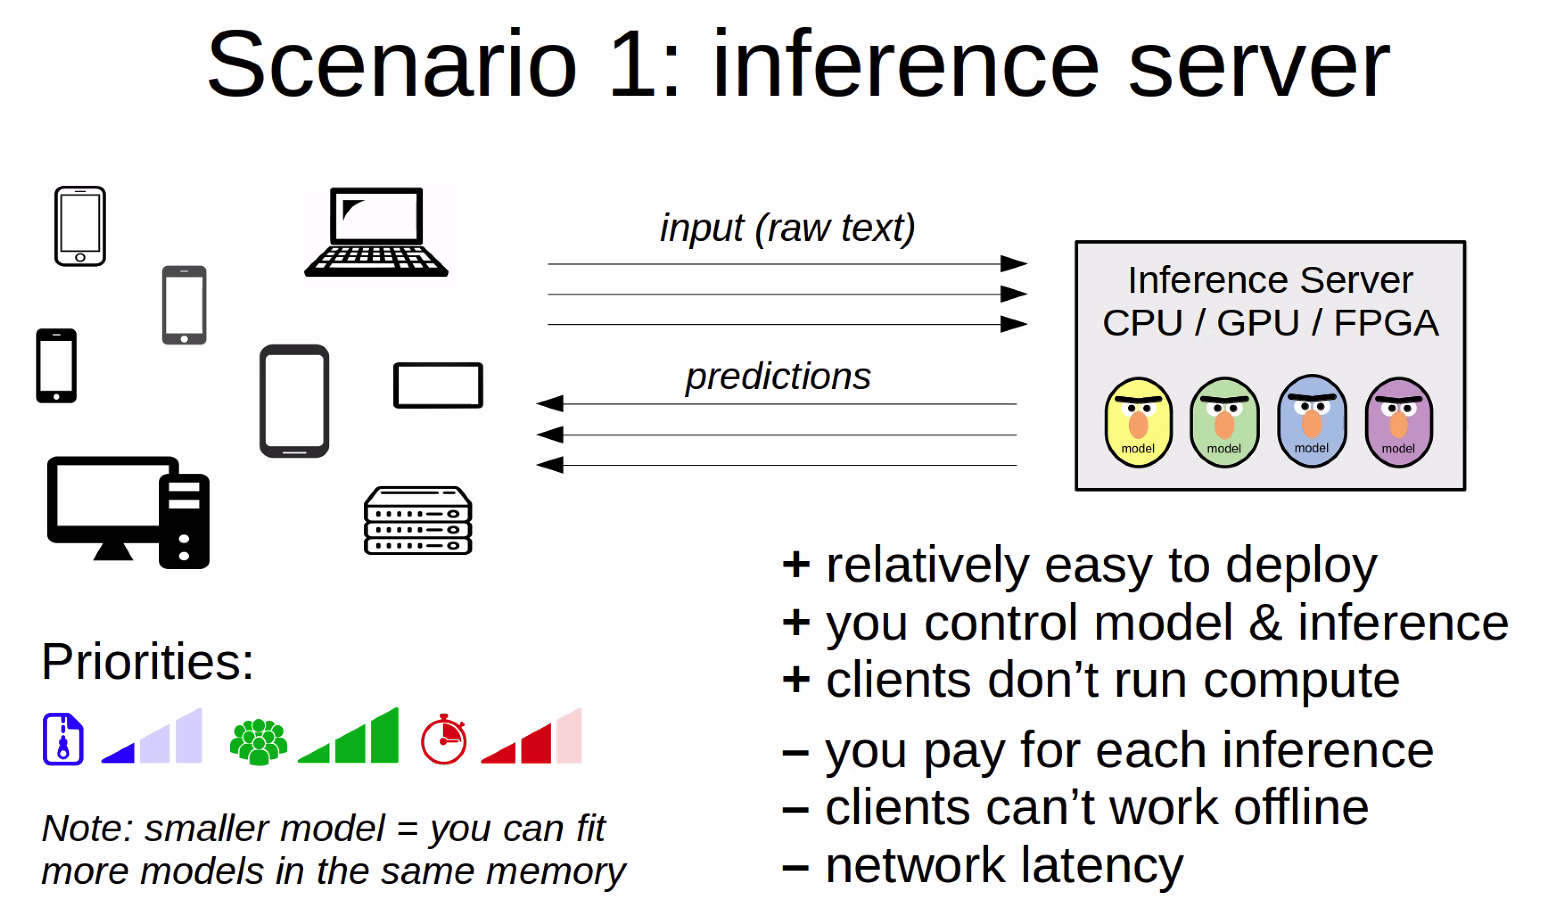 Scenario 1: inference server
input (raw text)
predictions
Inference Server
CPU / GPU / FPGA
model
model
model
model
+ relatively easy to deploy
+ you control model & inference
+ clients don’t run compute
– you pay for each inference
– clients can’t work offline
– network latency
Priorities:
Note: smaller model = you can fit
more models in the same memory